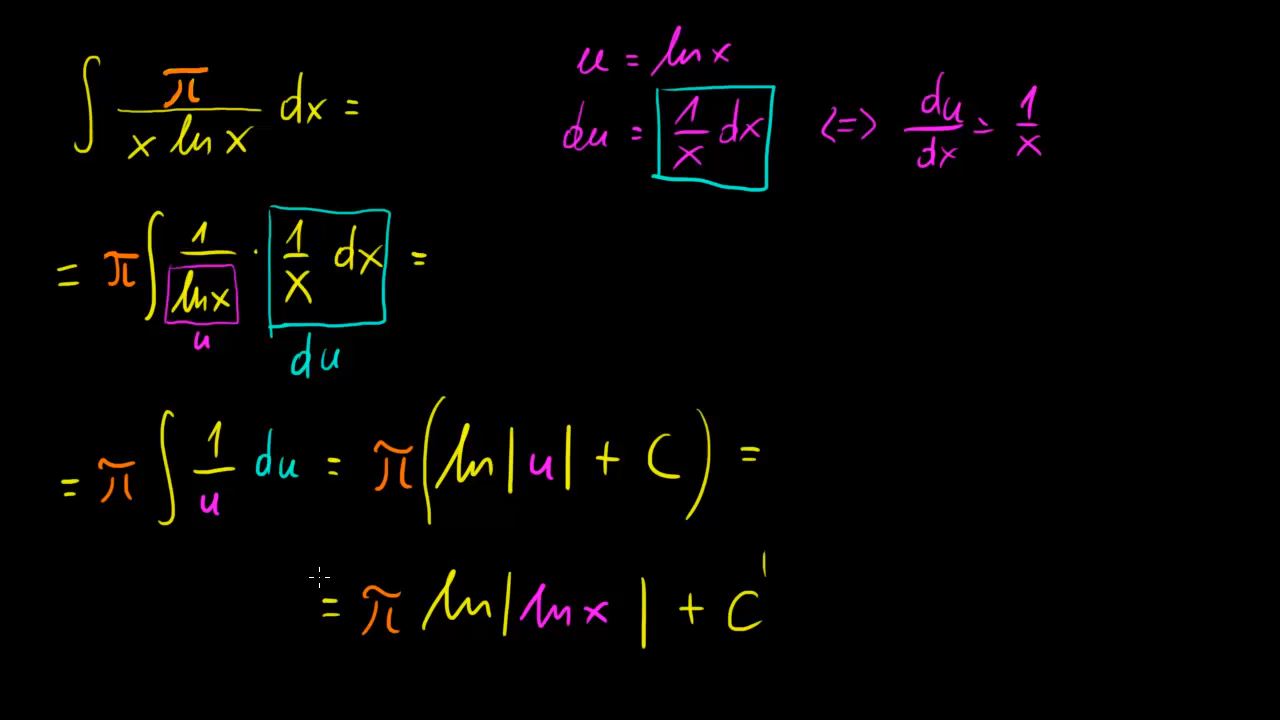 ∫ π/(x ln x) dx =
u = ln x
du = 1/x dx <=> du/dx = 1/x
= π ∫ 1/(ln x) · 1/x dx =
u du
= π ∫ 1/u du = π(ln|u| + C) =
= π ln|ln x| + C'